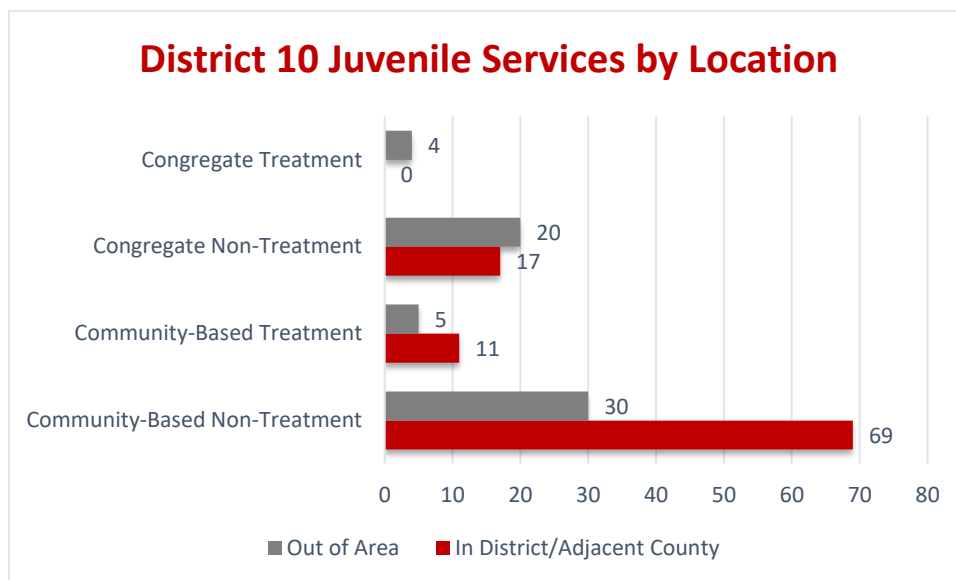 District 10 Juvenile Services by Location
Congregate Treatment
4
0
Congregate Non-Treatment
20
17
Community-Based Treatment
5
11
Community-Based Non-Treatment
30
69
0 10 20 30 40 50 60 70 80
Out of Area In District/Adjacent County